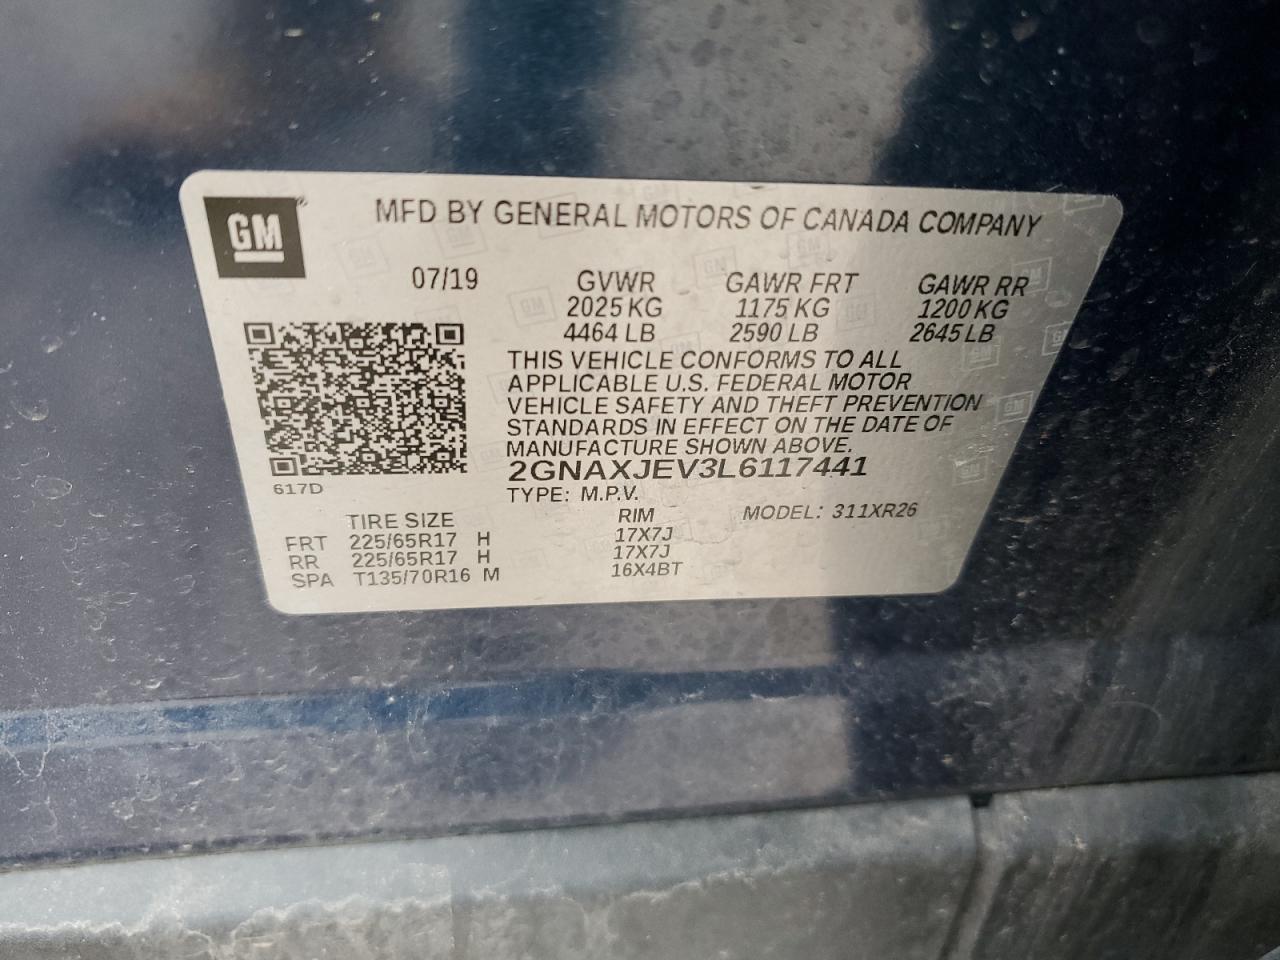 GM
MFD BY GENERAL MOTORS OF CANADA COMPANY
07/19 GVWR GAWR FRT GAWR RR
2025 KG 1175 KG 1200 KG
4464 LB 2590 LB 2645 LB
THIS VEHICLE CONFORMS TO ALL
APPLICABLE U.S. FEDERAL MOTOR
VEHICLE SAFETY AND THEFT PREVENTION
STANDARDS IN EFFECT ON THE DATE OF
MANUFACTURE SHOWN ABOVE.
2GNAXJEV3L6117441
617D
TYPE: M.P.V.
TIRE SIZE RIM MODEL: 311XR26
FRT 225/65R17 H 17X7J
RR 225/65R17 H 17X7J
SPA T135/70R16 M 16X4BT